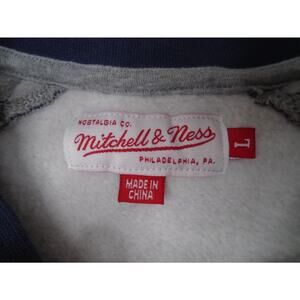 NOSTALGIA CO.
Mitchell & Ness
PHILADELPHIA, PA.
L
MADE IN
CHINA